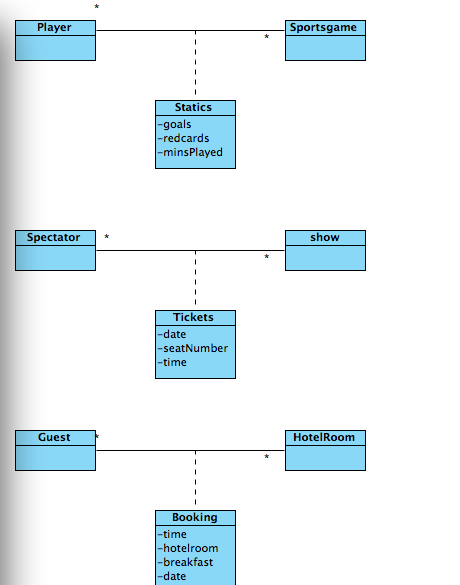 *
Player
Sportsgame
*
Statics
-goals
-redcards
-minsPlayed
Spectator
*
show
*
Tickets
-date
-seatNumber
-time
Guest
*
HotelRoom
*
Booking
-time
-hotelroom
-breakfast
-date